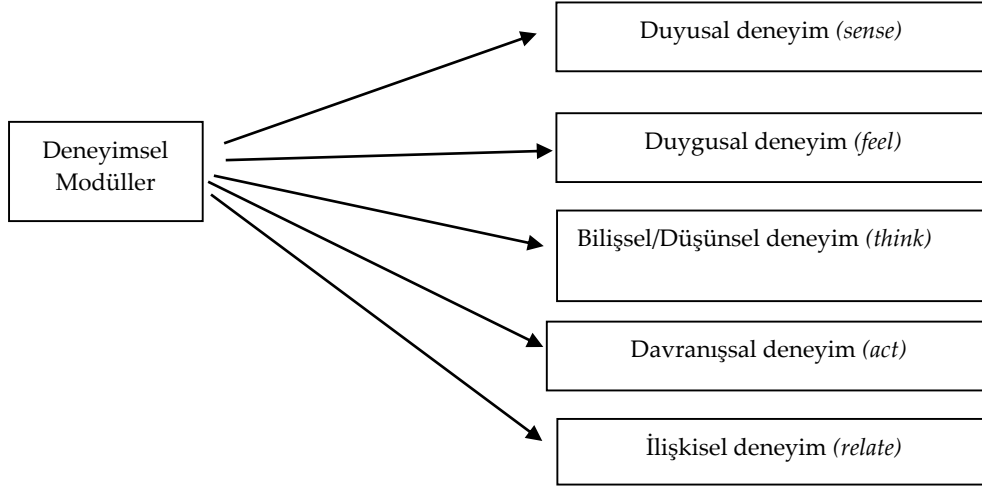 Duyusal deneyim (sense)
Deneyimsel
Modüller
Duygusal deneyim (feel)
Bilişsel/Düşünsel deneyim (think)
Davranışsal deneyim (act)
İlişkisel deneyim (relate)